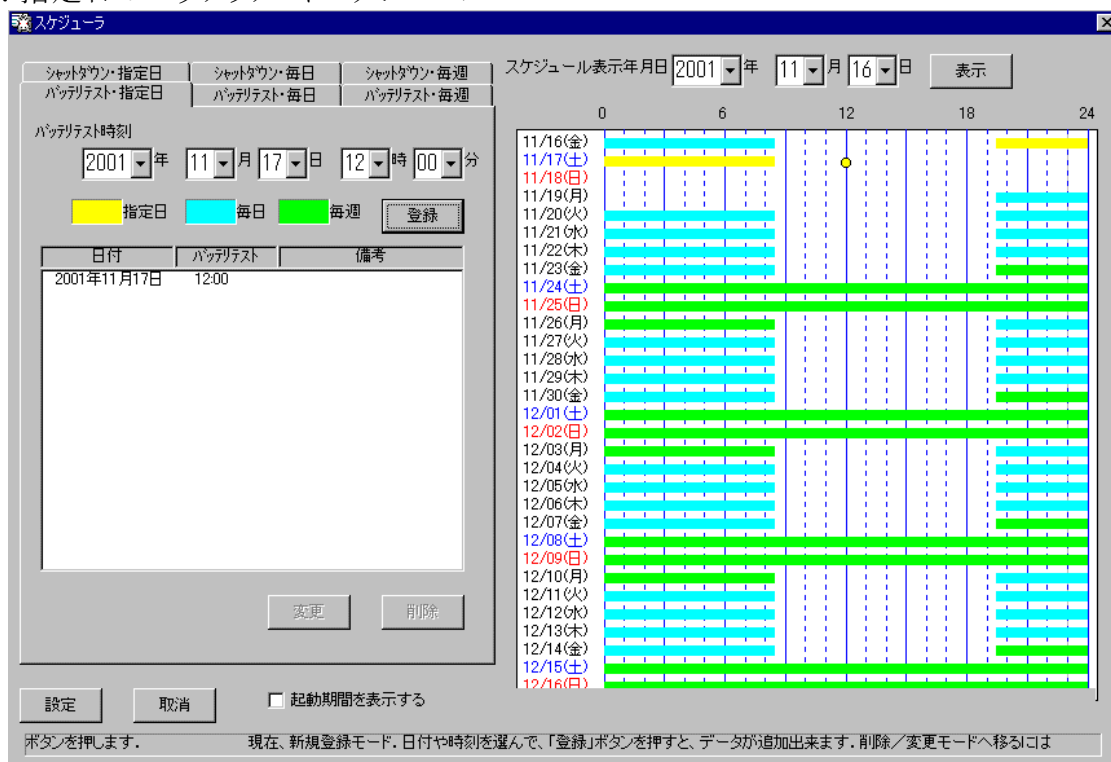 スケジューラ
シャットダウン・指定日 シャットダウン・毎日 シャットダウン・毎週
バッテリテスト・指定日 バッテリテスト・毎日 バッテリテスト・毎週
バッテリテスト時刻
2001 年 11 月 17 日 12 時 00 分
指定日 毎日 毎週 登録
日付 バッテリテスト 備考
2001年11月17日 12:00
変更 削除
スケジュール表示年月日 2001 年 11 月 16 日 表示
0 6 12 18 24
11/16(金)
11/17(土)
11/18(日)
11/19(月)
11/20(火)
11/21(水)
11/22(木)
11/23(金)
11/24(土)
11/25(日)
11/26(月)
11/27(火)
11/28(水)
11/29(木)
11/30(金)
12/01(土)
12/02(日)
12/03(月)
12/04(火)
12/05(水)
12/06(木)
12/07(金)
12/08(土)
12/09(日)
12/10(月)
12/11(火)
12/12(水)
12/13(木)
12/14(金)
12/15(土)
12/16(日)
設定 取消 起動期間を表示する
ボタンを押します. 現在、新規登録モード.日付や時刻を選んで、「登録」ボタンを押すと、データが追加出来ます.削除／変更モードへ移るには